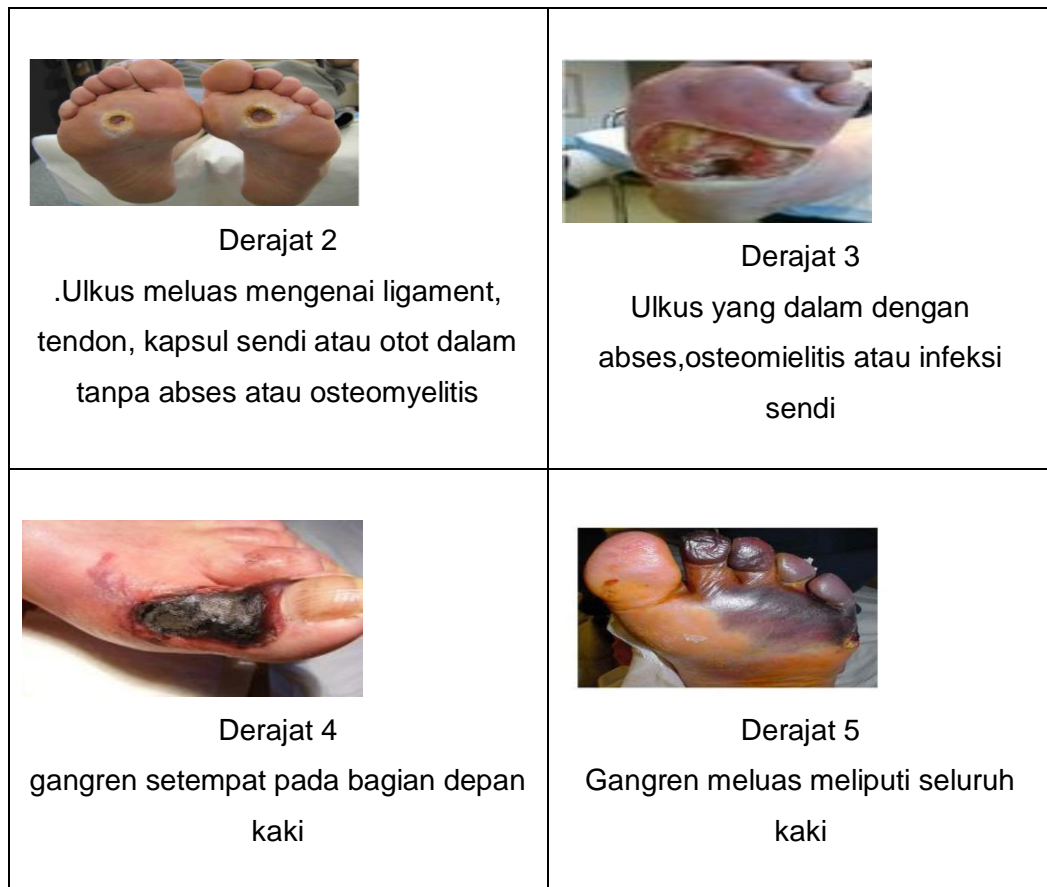 Derajat 2
.Ulkus meluas mengenai ligament,
tendon, kapsul sendi atau otot dalam
tanpa abses atau osteomyelitis
Derajat 3
Ulkus yang dalam dengan
abses,osteomielitis atau infeksi
sendi
Derajat 4
gangren setempat pada bagian depan
kaki
Derajat 5
Gangren meluas meliputi seluruh
kaki